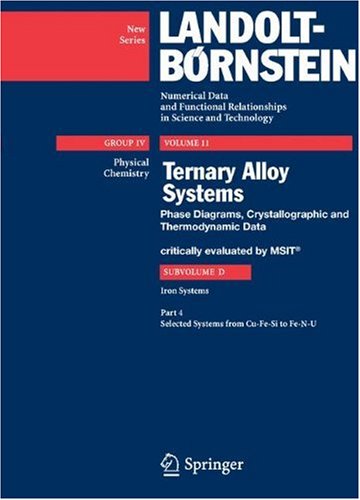 New
Series
LANDOLT-
BØRNSTEIN
Numerical Data
and Functional Relationships
in Science and Technology
GROUP IV
VOLUME 11
Physical
Chemistry
Ternary Alloy
Systems
Phase Diagrams, Crystallographic and
Thermodynamic Data
critically evaluated by MSIT®
SUBVOLUME D
Iron Systems
Part 4
Selected Systems from Cu-Fe-Si to Fe-N-U
Springer